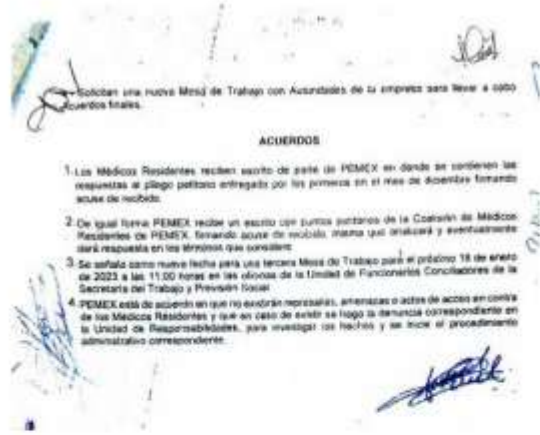 Solicitan una nueva Mesa de Trabajo con Autoridades de la empresa para llevar a cabo
acuerdos finales.
ACUERDOS
1. Los Médicos Residentes reciben escrito de parte de PEMEX en donde se contienen las
respuestas al pliego petitorio entregado por los primeros en el mes de diciembre firmando
acuse de recibido.
2. De igual forma PEMEX recibe un escrito con puntos de la Coalición de Médicos
Residentes de PEMEX, firmando acuse de recibido, misma que analizará y eventualmente
dará respuesta en los términos que considere
3. Se señala como nueva fecha para una tercera Mesa de Trabajo para el próximo 18 de enero
de 2023 a las 11:00 horas en las oficinas de la Unidad de Funcionarios Conciliadores de la
Secretaría del Trabajo y Previsión Social
4. PEMEX está de acuerdo en que no existirán represalias, amenazas o actos de acoso en contra
de los Médicos Residentes y que en caso de existir se haga la denuncia correspondiente en
la Unidad de Responsabilidades, para investigar los hechos y se inicie el procedimiento
administrativo correspondiente.